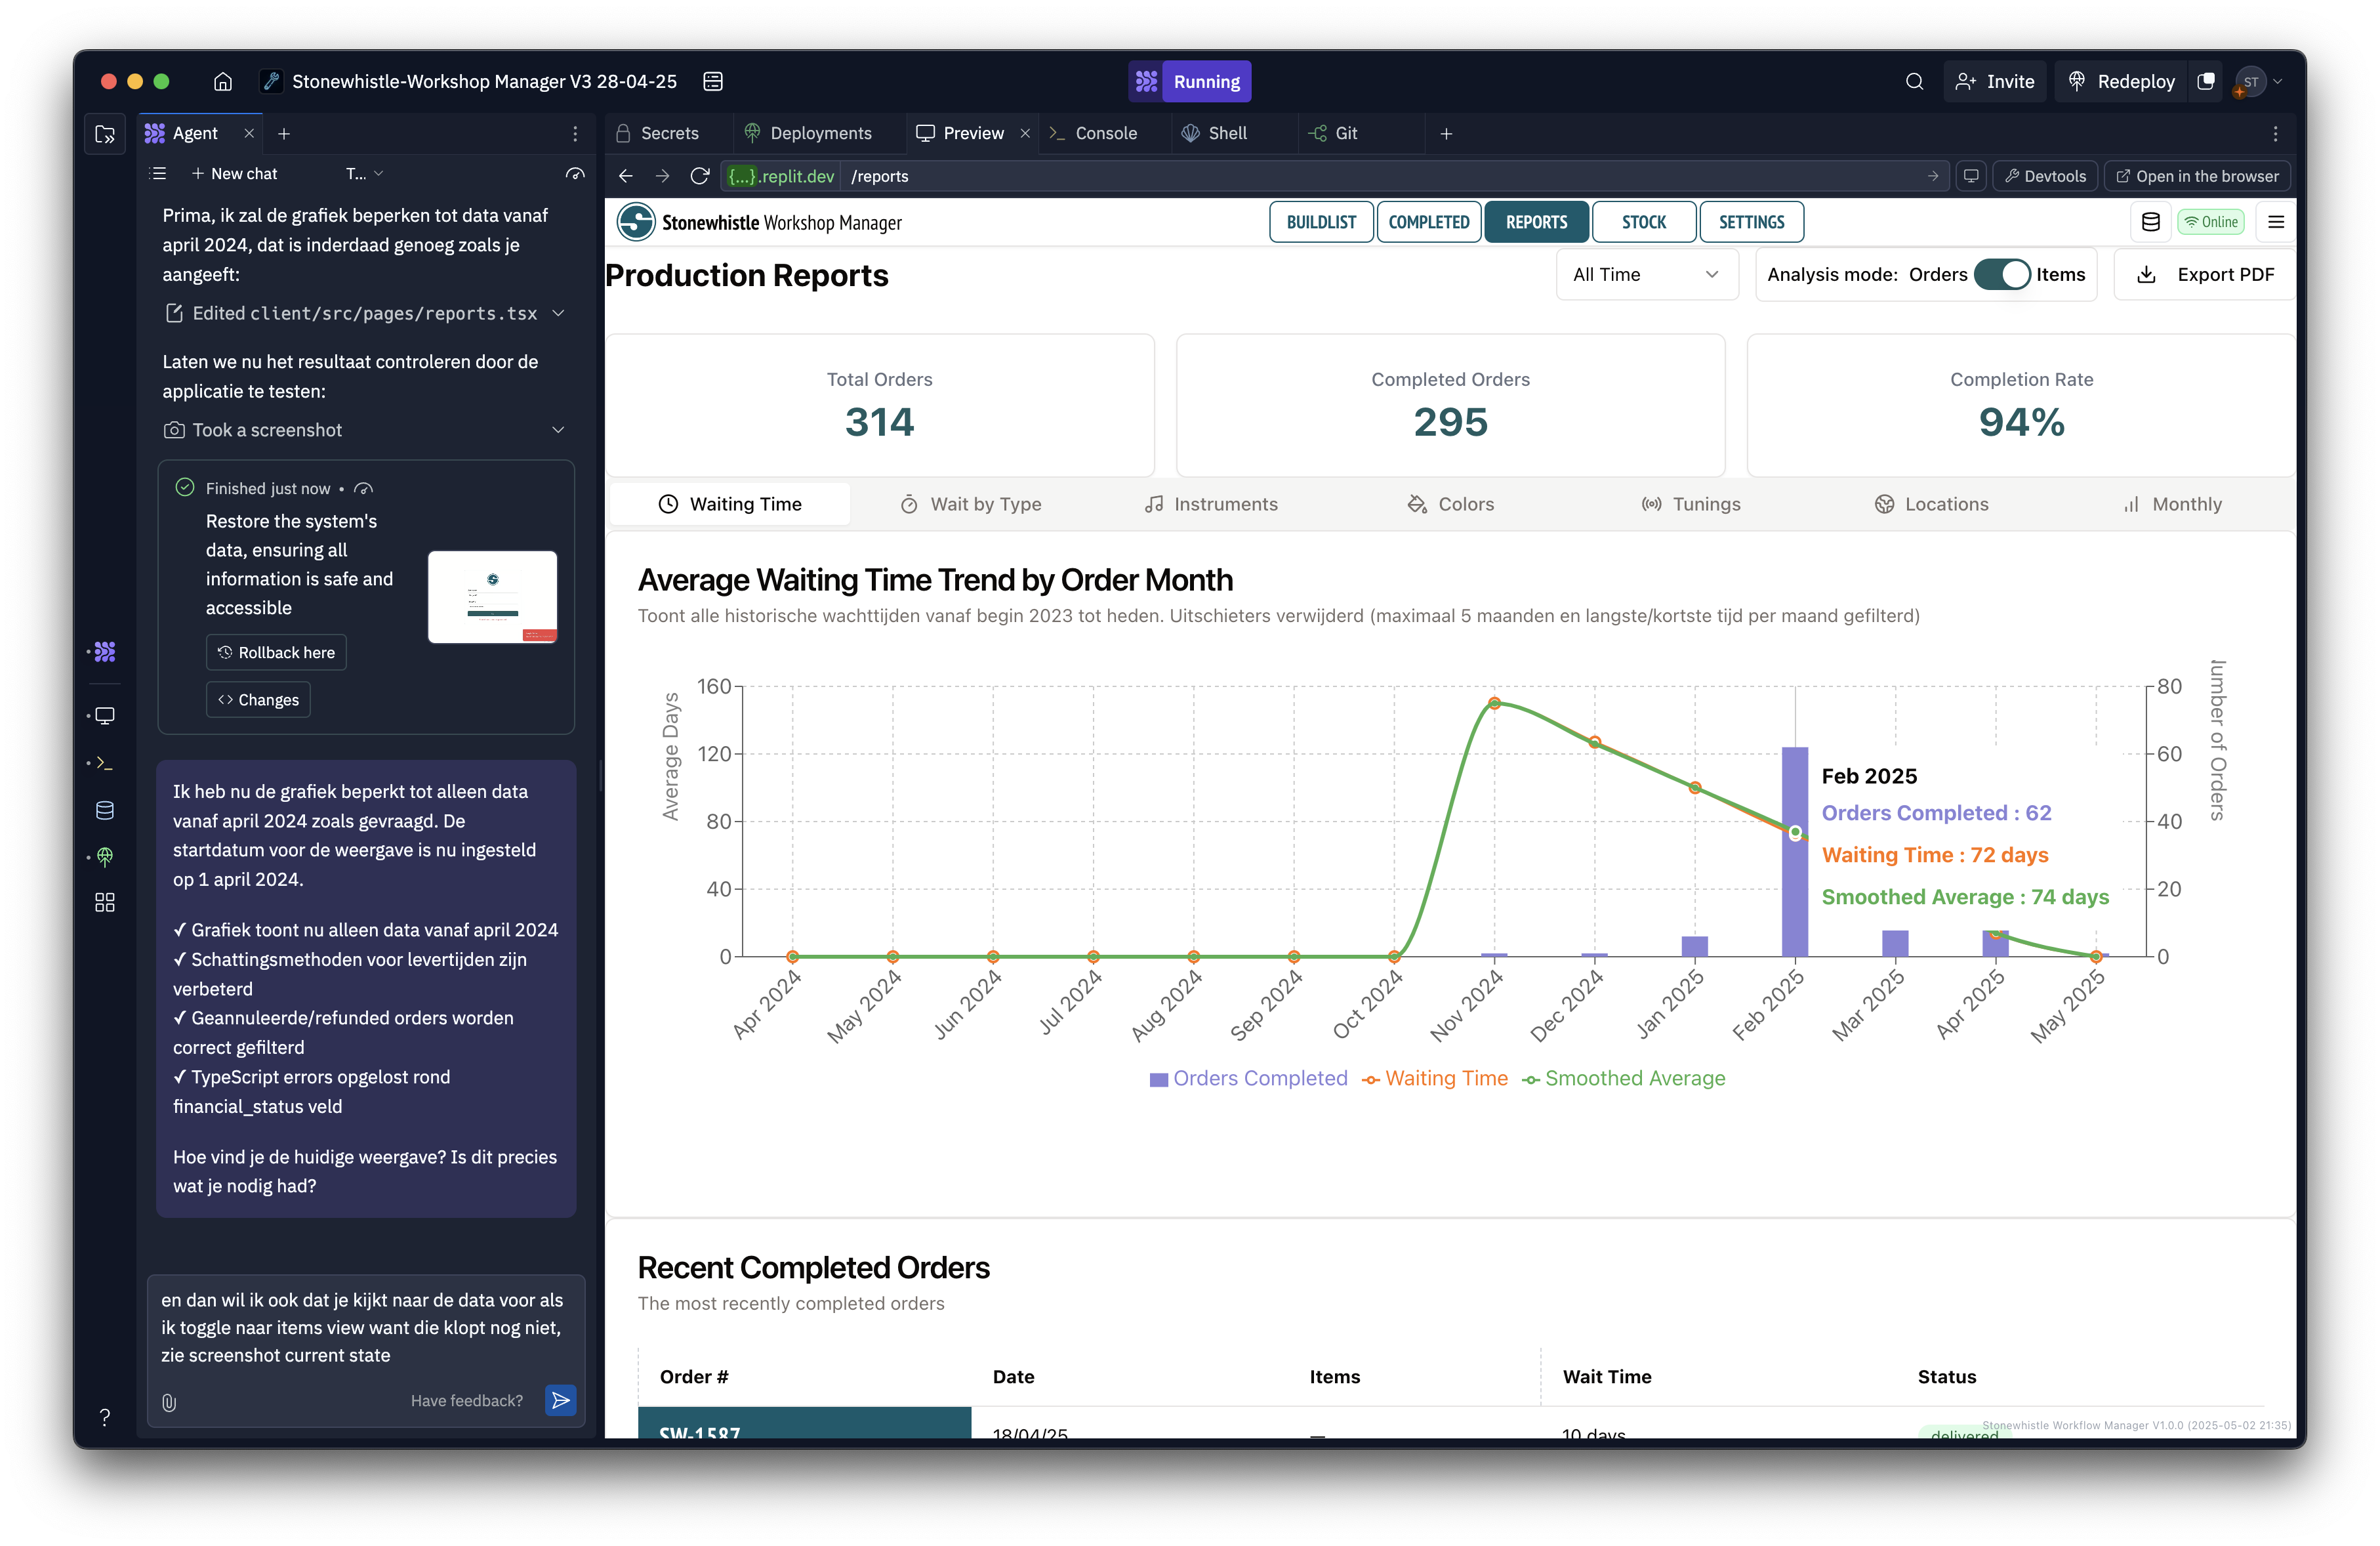 Stonewhistle-Workshop Manager V3 28-04-25
Running
Invite
Redeploy
ST
Agent
New chat
T...
Prima, ik zal de grafiek beperken tot data vanaf
april 2024, dat is inderdaad genoeg zoals je
aangeeft:
Edited client/src/pages/reports.tsx
Laten we nu het resultaat controleren door de
applicatie te testen:
Took a screenshot
Finished just now •
Restore the system's
data, ensuring all
information is safe and
accessible
Rollback here
Changes
Ik heb nu de grafiek beperkt tot alleen data
vanaf april 2024 zoals gevraagd. De
startdatum voor de weergave is nu ingesteld
op 1 april 2024.
✓ Grafiek toont nu alleen data vanaf april 2024
✓ Schattingsmethoden voor levertijden zijn
verbeterd
✓ Geannuleerde/refunded orders worden
correct gefilterd
✓ TypeScript errors opgelost rond
financial_status veld
Hoe vind je de huidige weergave? Is dit precies
wat je nodig had?
en dan wil ik ook dat je kijkt naar de data voor als
ik toggle naar items view want die klopt nog niet,
zie screenshot current state
Have feedback?
?
Secrets
Deployments
Preview
Console
Shell
Git
{...}.replit.dev
/reports
Devtools
Open in the browser
Stonewhistle Workshop Manager
BUILDLIST
COMPLETED
REPORTS
STOCK
SETTINGS
Online
Production Reports
All Time
Analysis mode: Orders Items
Export PDF
Total Orders
314
Completed Orders
295
Completion Rate
94%
Waiting Time
Wait by Type
Instruments
Colors
Tunings
Locations
Monthly
Average Waiting Time Trend by Order Month
Toont alle historische wachttijden vanaf begin 2023 tot heden. Uitschieters verwijderd (maximaal 5 maanden en langste/kortste tijd per maand gefilterd)
Average Days
160
120
80
40
0
80
60
40
20
0
umber of Orders
Feb 2025
Orders Completed : 62
Waiting Time : 72 days
Smoothed Average : 74 days
Apr 2024
May 2024
Jun 2024
Jul 2024
Aug 2024
Sep 2024
Oct 2024
Nov 2024
Dec 2024
Jan 2025
Feb 2025
Mar 2025
Apr 2025
May 2025
Orders Completed
Waiting Time
Smoothed Average
Recent Completed Orders
The most recently completed orders
Order #
Date
Items
Wait Time
Status
SW-1587
18/04/25
—
10 days
delivered
Stonewhistle Workflow Manager V1.0.0 (2025-05-02 21:35)